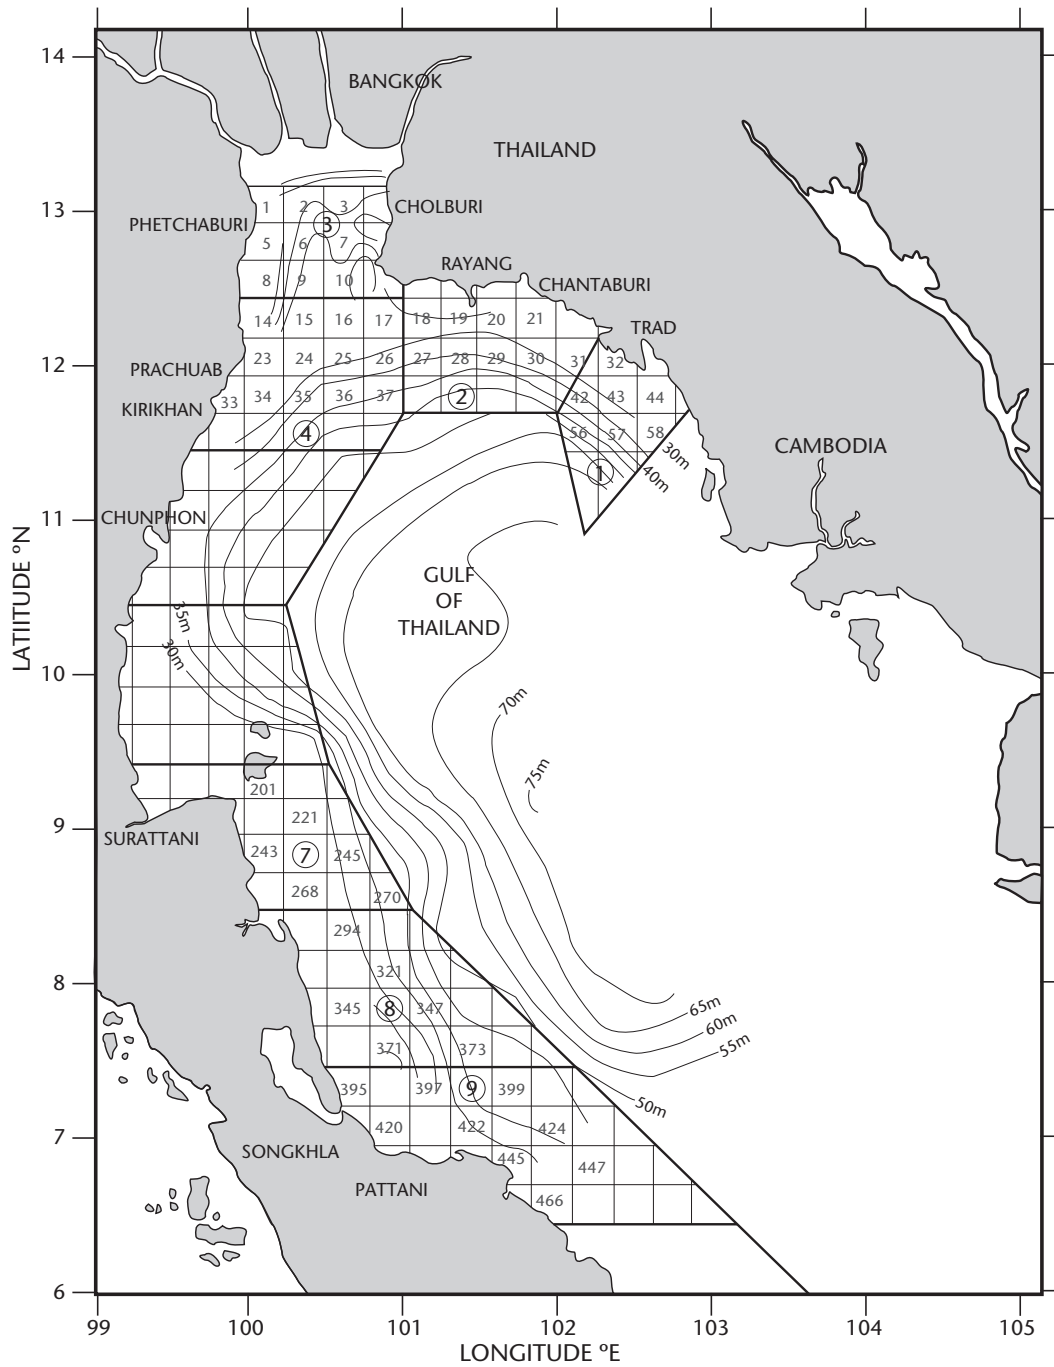 14
BANGKOK
THAILAND
13
1 2 3
CHOLBURI
PHETCHABURI
3
5 6 7
RAYANG
8 9 10
CHANTABURI
14 15 16 17 18 19 20 21
TRAD
12
PRACHUAB
23 24 25 26 27 28 29 30 31 32
KIRIKHAN
33 34 35 36 37
2
42 43 44
4
56 57 58
30m
CAMBODIA
1
40m
11
CHUNPHON
LATIITUDE ºN
GULF
OF
THAILAND
35m
30m
10
70m
75m
201
9
221
SURATTANI
243
7
245
268
270
294
8
321
345
8
347
65m
60m
371
373
55m
395
397
9
399
50m
7
420
422
424
SONGKHLA
445
447
PATTANI
466
6
99 100 101 102 103 104 105
LONGITUDE ºE